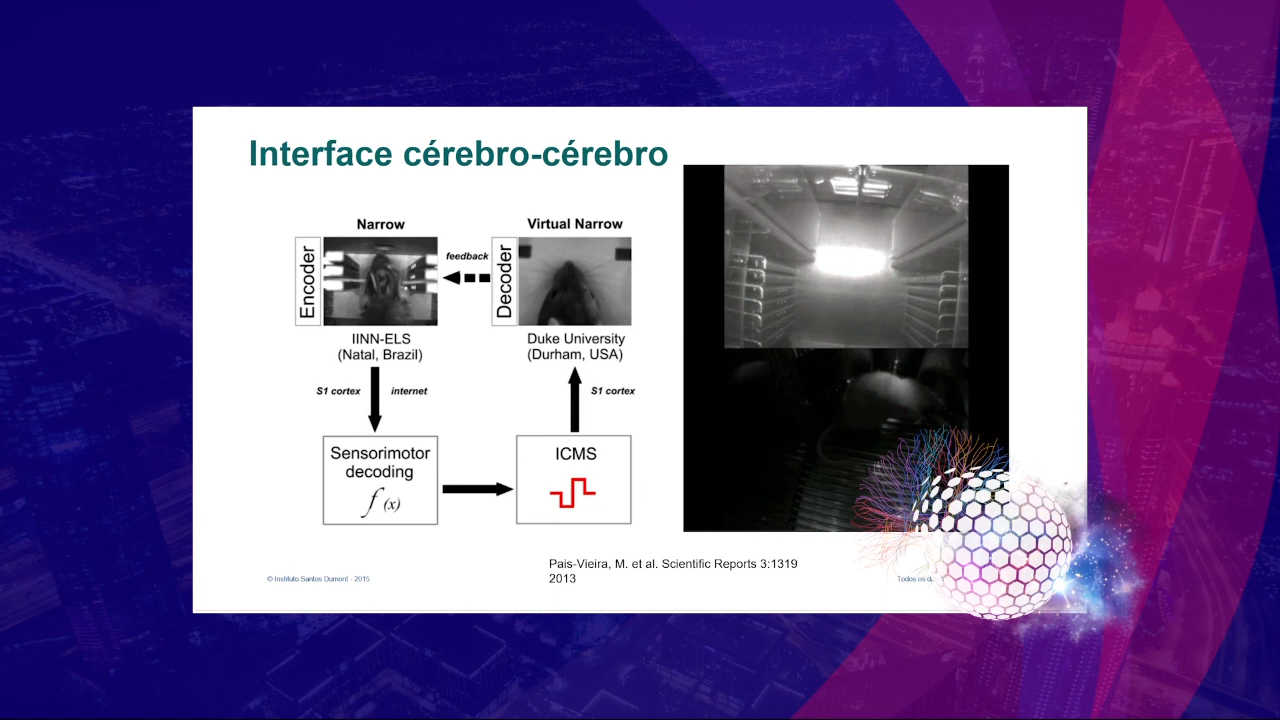 Interface cérebro-cérebro
Narrow
Virtual Narrow
Encoder
feedback
Decoder
IINN-ELS
(Natal, Brazil)
Duke University
(Durham, USA)
S1 cortex
internet
S1 cortex
Sensorimotor
decoding
f (x)
ICMS
Pais-Vieira, M. et al. Scientific Reports 3:1319
2013
© Instituto Santos Dumont - 2015
Todos os